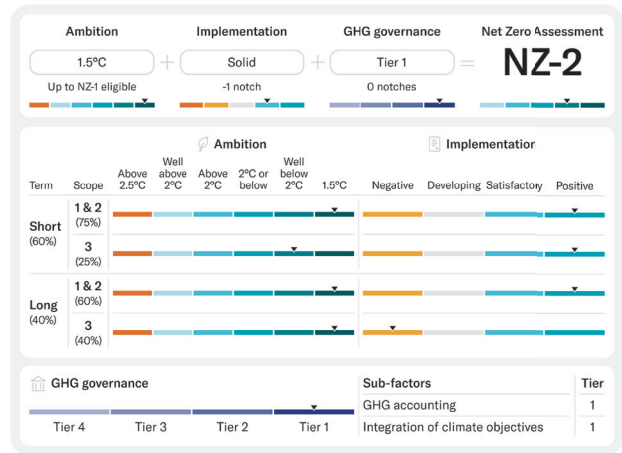 Ambition Implementation GHG governance Net Zero Assessment
1.5°C + Solid + Tier 1 = NZ-2
Up to NZ-1 eligible -1 notch 0 notches
Ambition Implementation
Term Scope Above 2.5°C Well above 2°C Above 2°C 2°C or below Well below 2°C 1.5°C Negative Developing Satisfactory Positive
Short (60%)
1 & 2 (75%)
3 (25%)
Long (40%)
1 & 2 (60%)
3 (40%)
GHG governance Sub-factors Tier
GHG accounting 1
Tier 4 Tier 3 Tier 2 Tier 1 Integration of climate objectives 1